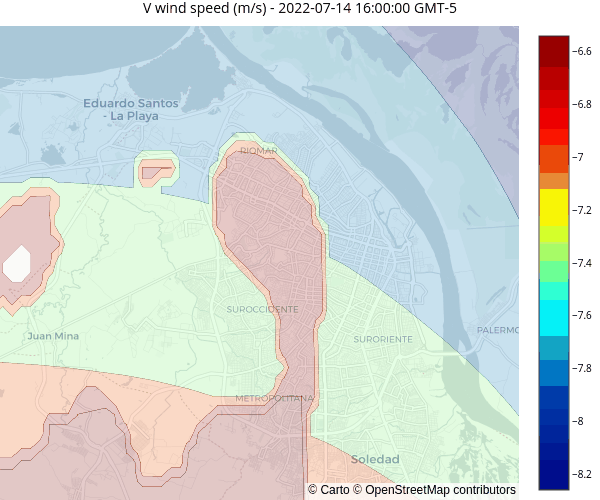 V wind speed (m/s) - 2022-07-14 16:00:00 GMT-5
−6.6
Eduardo Santos
- La Playa
−6.8
RIOMAR
−7
−7.2
−7.4
SUROCCIDENTE
−7.6
Juan Mina
SURORIENTE
PALERMO
−7.8
METROPOLITANA
−8
Soledad
−8.2
© Carto © OpenStreetMap contributors